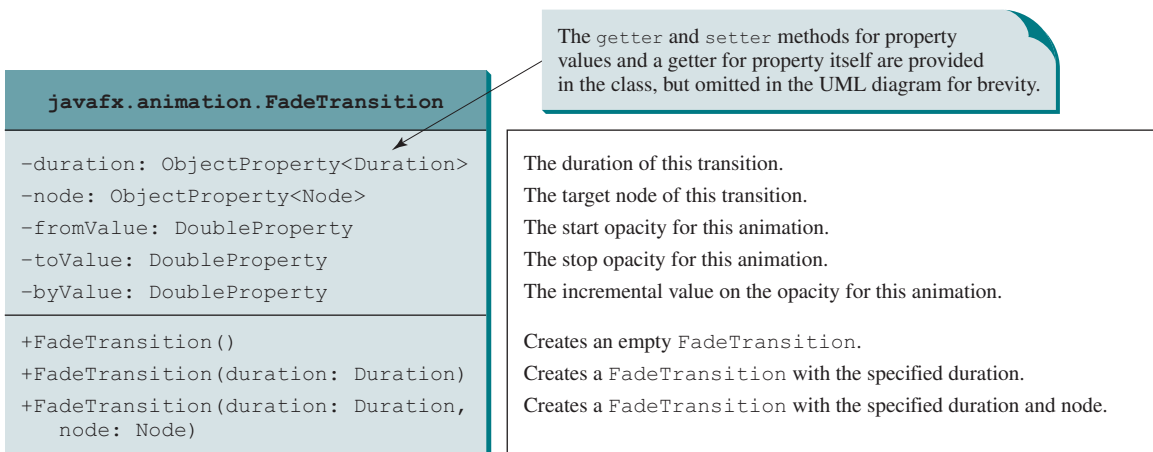 The getter and setter methods for property
values and a getter for property itself are provided
in the class, but omitted in the UML diagram for brevity.
javafx.animation.FadeTransition
-duration: ObjectProperty<Duration>
The duration of this transition.
-node: ObjectProperty<Node>
The target node of this transition.
-fromValue: DoubleProperty
The start opacity for this animation.
-toValue: DoubleProperty
The stop opacity for this animation.
-byValue: DoubleProperty
The incremental value on the opacity for this animation.
+FadeTransition()
Creates an empty FadeTransition.
+FadeTransition(duration: Duration)
Creates a FadeTransition with the specified duration.
+FadeTransition(duration: Duration,
node: Node)
Creates a FadeTransition with the specified duration and node.